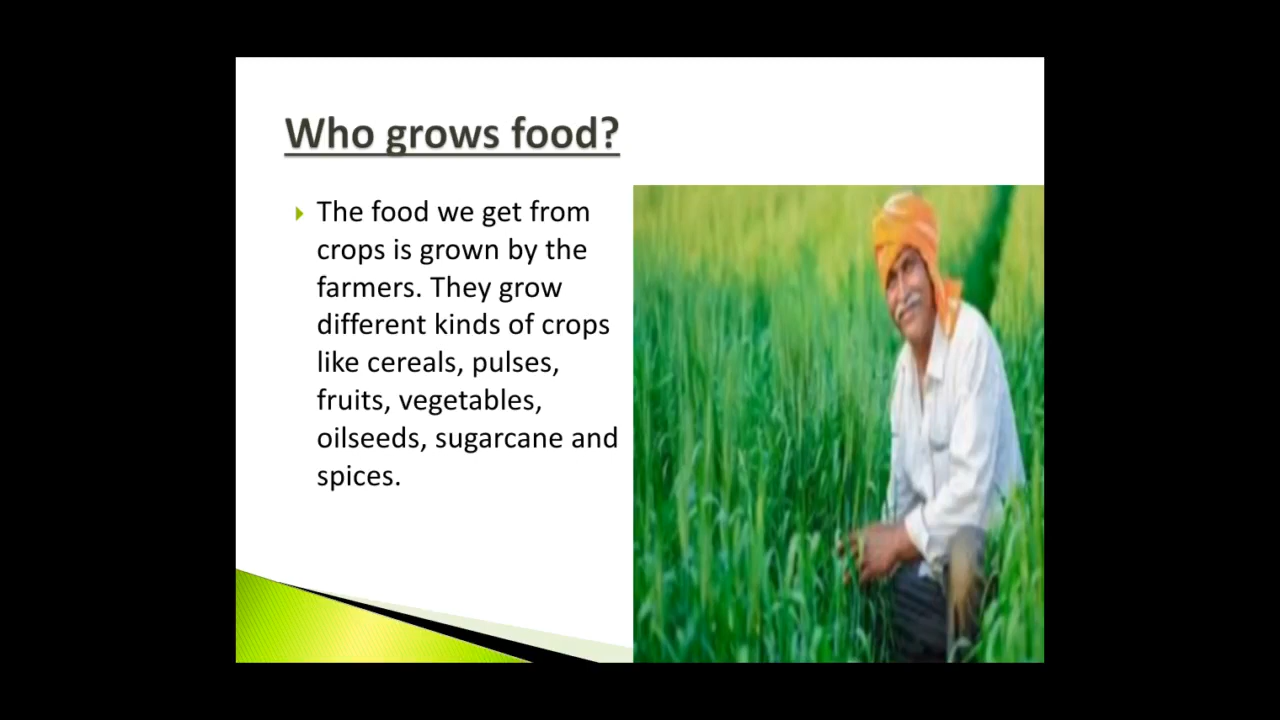 Who grows food?
The food we get from
crops is grown by the
farmers. They grow
different kinds of crops
like cereals, pulses,
fruits, vegetables,
oilseeds, sugarcane and
spices.